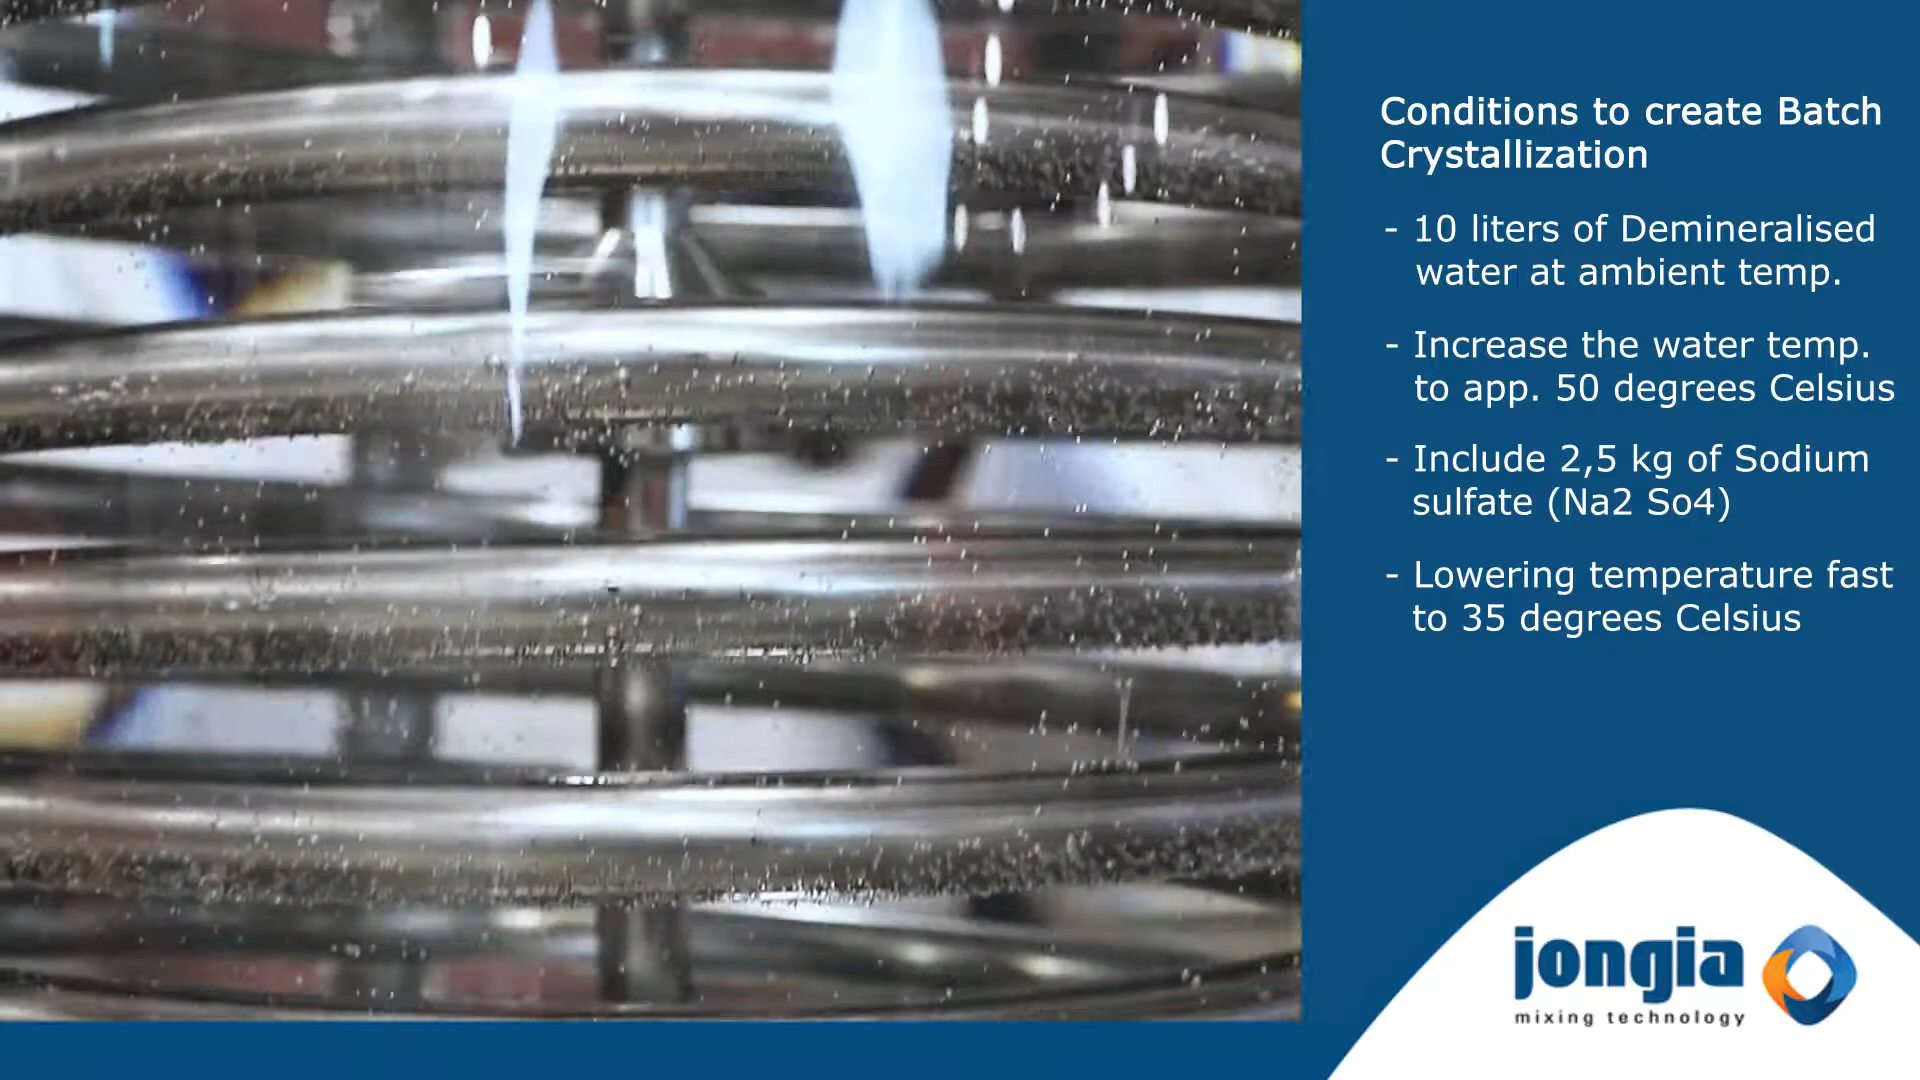 Conditions to create Batch
Crystallization
- 10 liters of Demineralised
water at ambient temp.
- Increase the water temp.
to app. 50 degrees Celsius
- Include 2,5 kg of Sodium
sulfate (Na2 So4)
- Lowering temperature fast
to 35 degrees Celsius
jongia
mixing technology